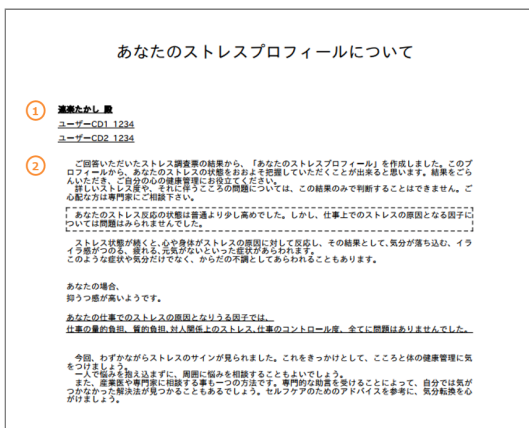 あなたのストレスプロフィールについて
1
遠楽たかし 殿
ユーザーCD1 1234
ユーザーCD2 1234
2
ご回答いただいたストレス調査票の結果から、「あなたのストレスプロフィール」を作成しました。このプ
ロフィールから、あなたのストレスの状態をおおよそ把握していただくことが出来ると思います。結果をごら
んいただき、ご自分の心の健康管理にお役立てください。
詳しいストレス度や、それに伴うこころの問題については、この結果のみで判断することはできません。ご
心配な方は専門家にご相談下さい。
あなたのストレス反応の状態は普通より少し高めでした。しかし、仕事上でのストレスの原因となる因子に
ついては問題はみられませんでした。
ストレス状態が続くと、心や身体がストレスの原因に対して反応し、その結果として、気分が落ち込む、イラ
イラ感がつのる、疲れる、元気がないといった症状があらわれます。
このような症状や気分だけでなく、からだの不調としてあらわれることもあります。
あなたの場合、
抑うつ感が高いようです。
あなたの仕事でのストレスの原因となりうる因子では、
仕事の量的負担、質的負担、対人関係上のストレス、仕事のコントロール度、全てに問題はありませんでした。
今回、わずかながらストレスのサインが見られました。これをきっかけとして、こころと体の健康管理に気
をつけましょう。
一人で悩みを抱え込まずに、周囲に悩みを相談することもよいでしょう。
また、産業医や専門家に相談する事も一つの方法です。専門的な助言を受けることによって、自分では気が
つかなかった解決法が見つかることもあるでしょう。セルフケアのためのアドバイスを参考に、気分転換を心
がけましょう。